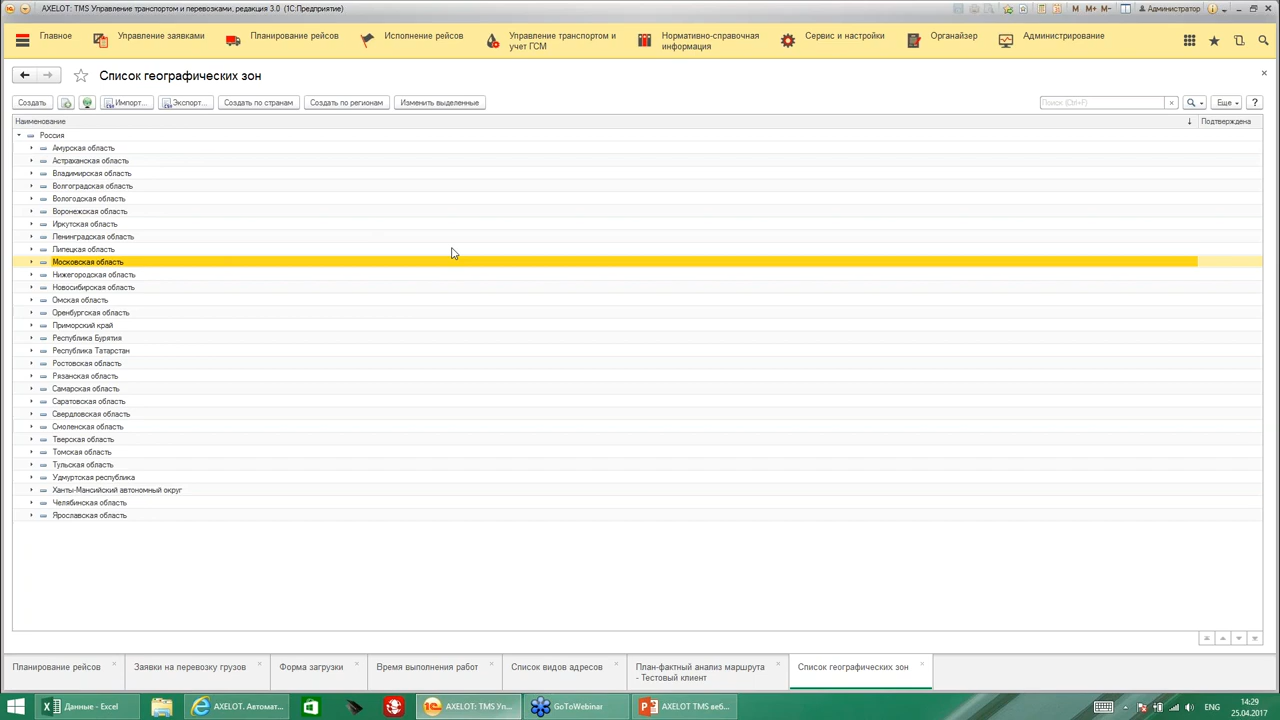 AXELOT: TMS Управление транспортом и перевозками, редакция 3.0 (1С:Предприятие)
M M+ M- Администратор
Главное
Управление заявками
Планирование рейсов
Исполнение рейсов
Управление транспортом и учет ГСМ
Нормативно-справочная информация
Сервис и настройки
Органайзер
Администрирование
Список географических зон
Создать Импорт... Экспорт... Создать по странам Создать по регионам Изменить выделенные Поиск (Ctrl+F) × Еще ?
Наименование Подтверждена
Россия
Амурская область
Астраханская область
Владимирская область
Волгоградская область
Вологодская область
Воронежская область
Иркутская область
Ленинградская область
Липецкая область
Московская область
Нижегородская область
Новосибирская область
Омская область
Оренбургская область
Приморский край
Республика Бурятия
Республика Татарстан
Ростовская область
Рязанская область
Самарская область
Саратовская область
Свердловская область
Смоленская область
Тверская область
Томская область
Тульская область
Удмуртская республика
Ханты-Мансийский автономный округ
Челябинская область
Ярославская область
Планирование рейсов
Заявки на перевозку грузов
Форма загрузки
Время выполнения работ
Список видов адресов
План-фактный анализ маршрута - Тестовый клиент
Список географических зон
Данные - Excel
AXELOT. Автомат...
AXELOT: TMS Уп...
GoToWebinar
AXELOT TMS веб...
ENG
14:29
25.04.2017